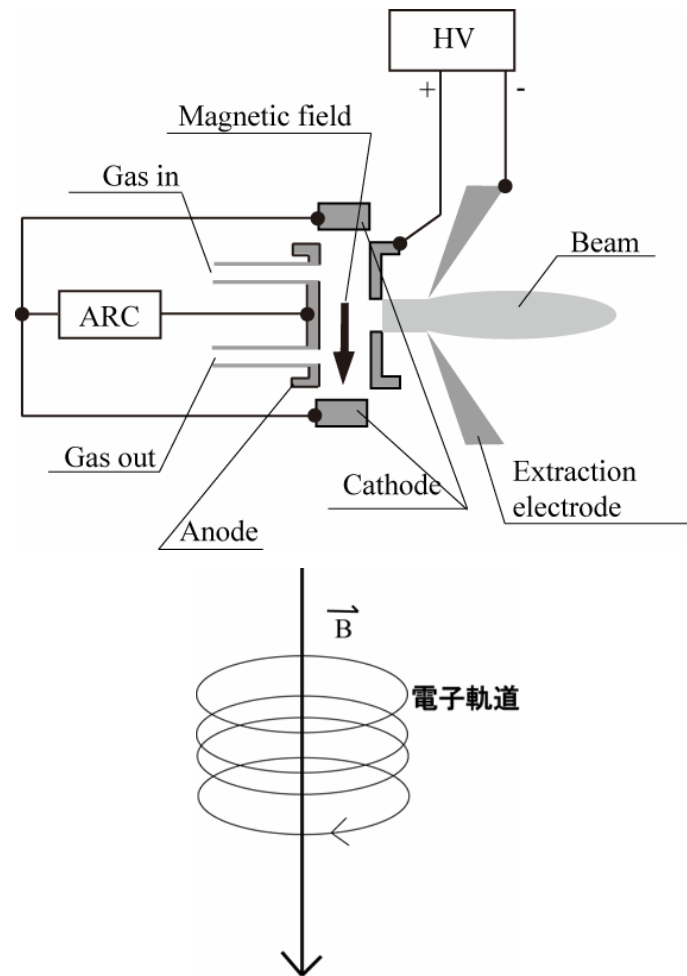 HV
+
-
Magnetic field
Gas in
Beam
ARC
Gas out
Cathode
Extraction
electrode
Anode
B
電子軌道